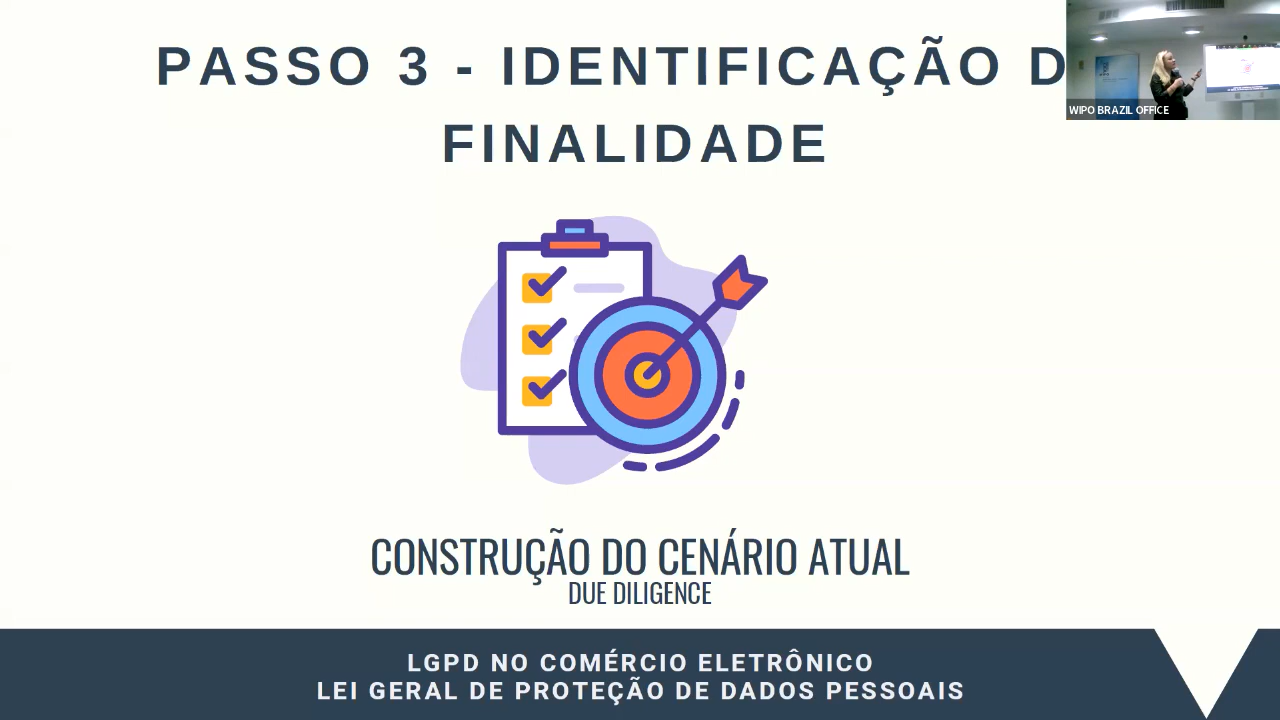 PASSO 3 - IDENTIFICAÇÃO D
FINALIDADE
WIPO BRAZIL OFFICE
CONSTRUÇÃO DO CENÁRIO ATUAL
DUE DILIGENCE
LGPD NO COMÉRCIO ELETRÔNICO
LEI GERAL DE PROTEÇÃO DE DADOS PESSOAIS